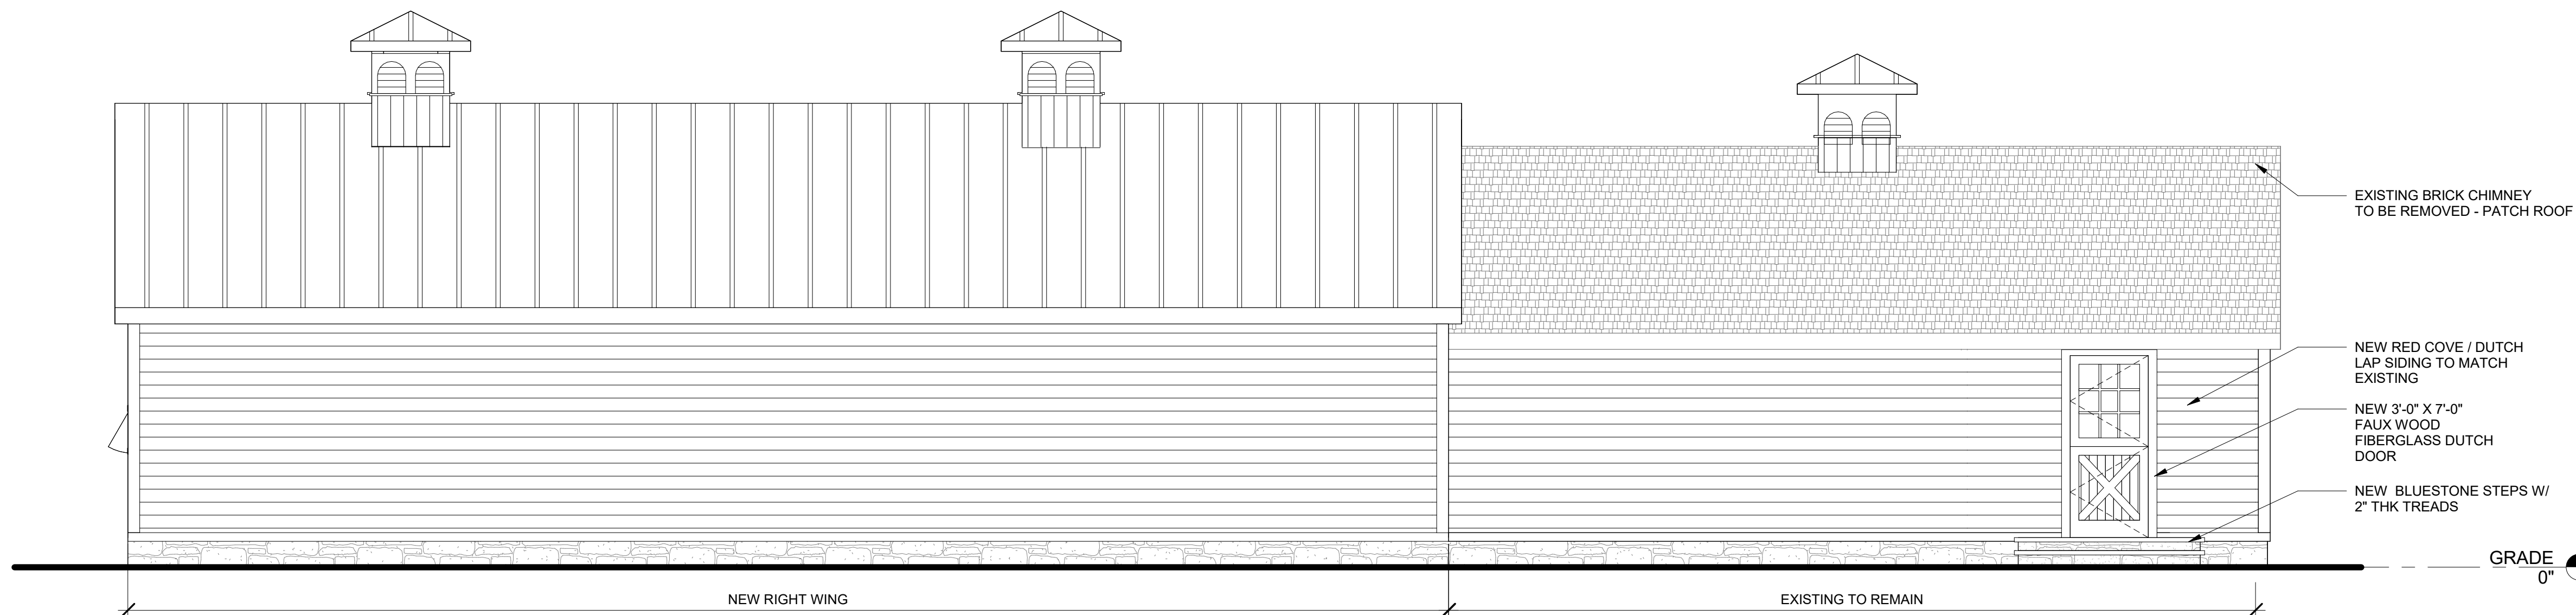 EXISTING BRICK CHIMNEY
TO BE REMOVED - PATCH ROOF
NEW RED COVE / DUTCH
LAP SIDING TO MATCH
EXISTING
NEW 3'-0" X 7'-0"
FAUX WOOD
FIBERGLASS DUTCH
DOOR
NEW BLUESTONE STEPS W/
2" THK TREADS
GRADE
0"
NEW RIGHT WING
EXISTING TO REMAIN